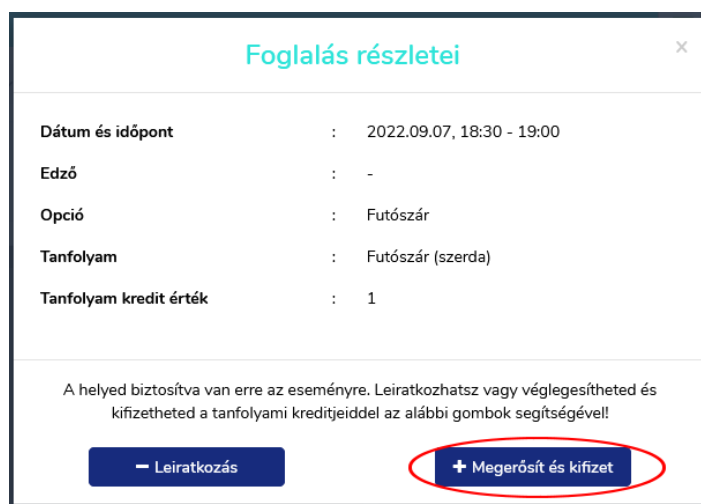 Foglalás részletei
×
Dátum és időpont : 2022.09.07, 18:30 - 19:00
Edző : -
Opció : Futószár
Tanfolyam : Futószár (szerda)
Tanfolyam kredit érték : 1
A helyed biztosítva van erre az eseményre. Leiratkozhatsz vagy véglegesítheted és
kifizetheted a tanfolyami kreditjeiddel az alábbi gombok segítségével!
− Leiratkozás
+ Megerősít és kifizet